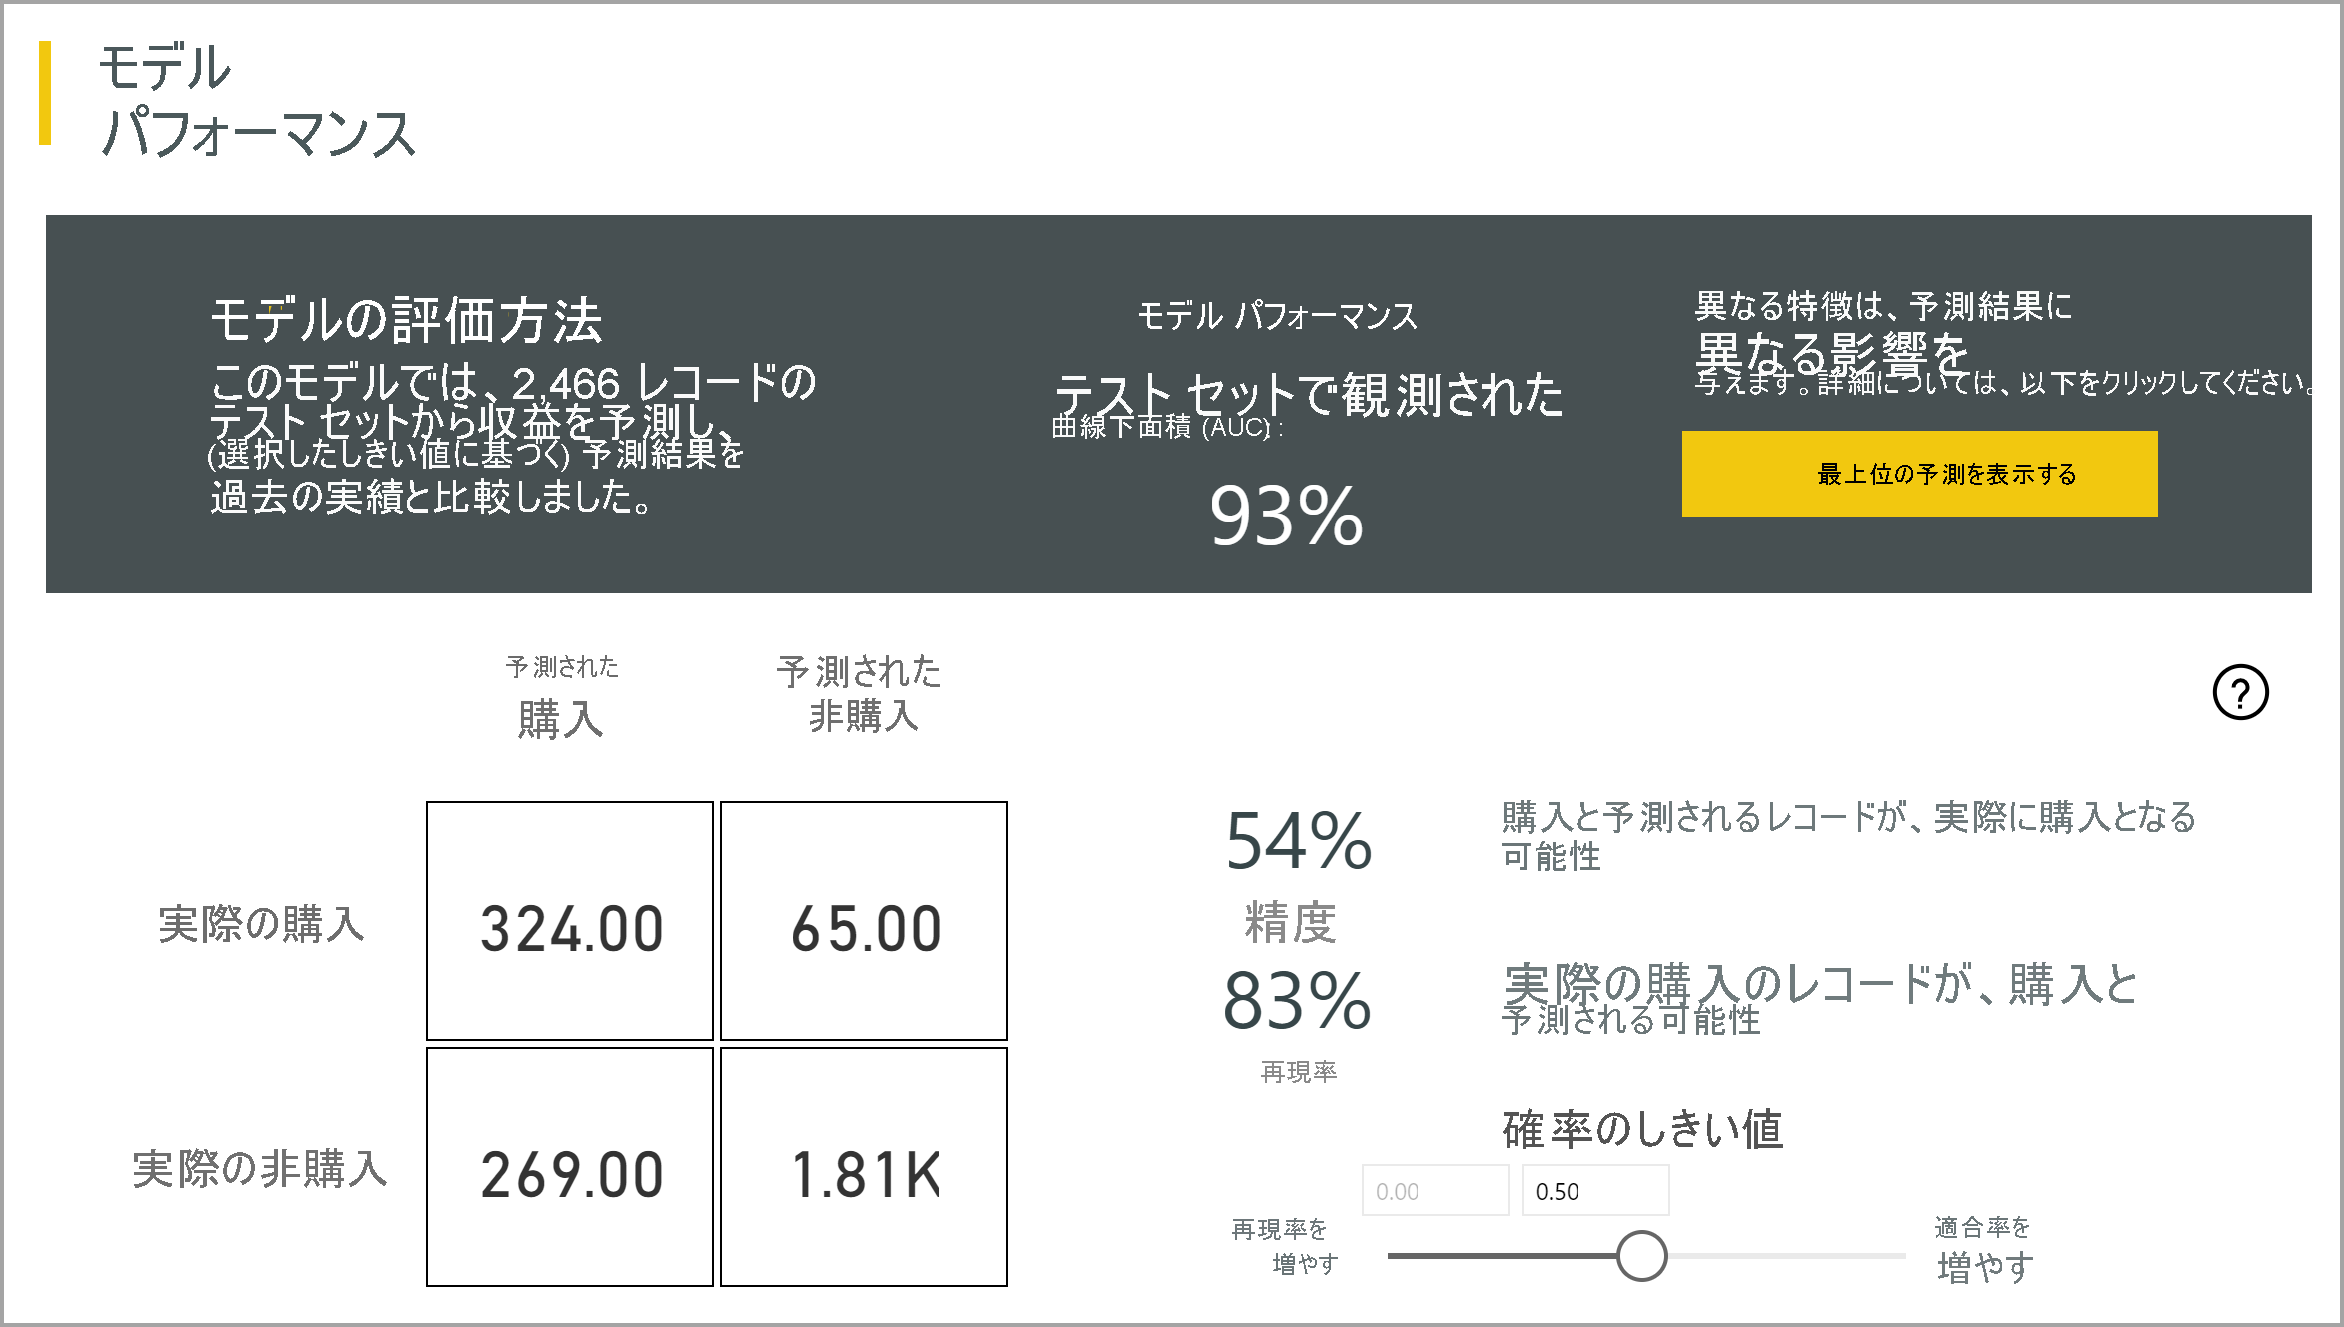 モデル
パフォーマンス
モデルの評価方法
このモデルでは、2,466 レコードの
テスト セットから収益を予測し、
(選択したしきい値に基づく) 予測結果を
過去の実績と比較しました。
モデル パフォーマンス
テスト セットで観測された
曲線下面積 (AUC) :
93%
異なる特徴は、予測結果に
異なる影響を
与えます。詳細については、以下をクリックしてください。
最上位の予測を表示する
予測された
購入
予測された
非購入
?
実際の購入
324.00
65.00
実際の非購入
269.00
1.81K
54%
精度
購入と予測されるレコードが、実際に購入となる
可能性
83%
再現率
実際の購入のレコードが、購入と
予測される可能性
確率のしきい値
0.00
0.50
再現率を
増やす
適合率を
増やす